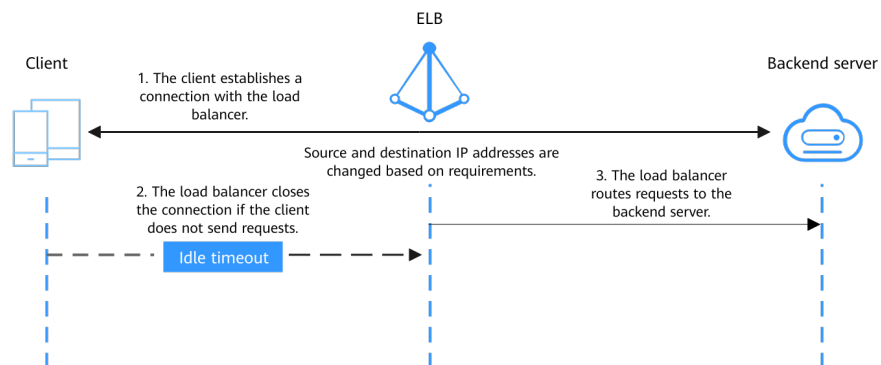 ELB
Client
Backend server
1. The client establishes a
connection with the load
balancer.
Source and destination IP addresses are
changed based on requirements.
2. The load balancer closes
the connection if the client
does not send requests.
3. The load balancer
routes requests to the
backend server.
Idle timeout